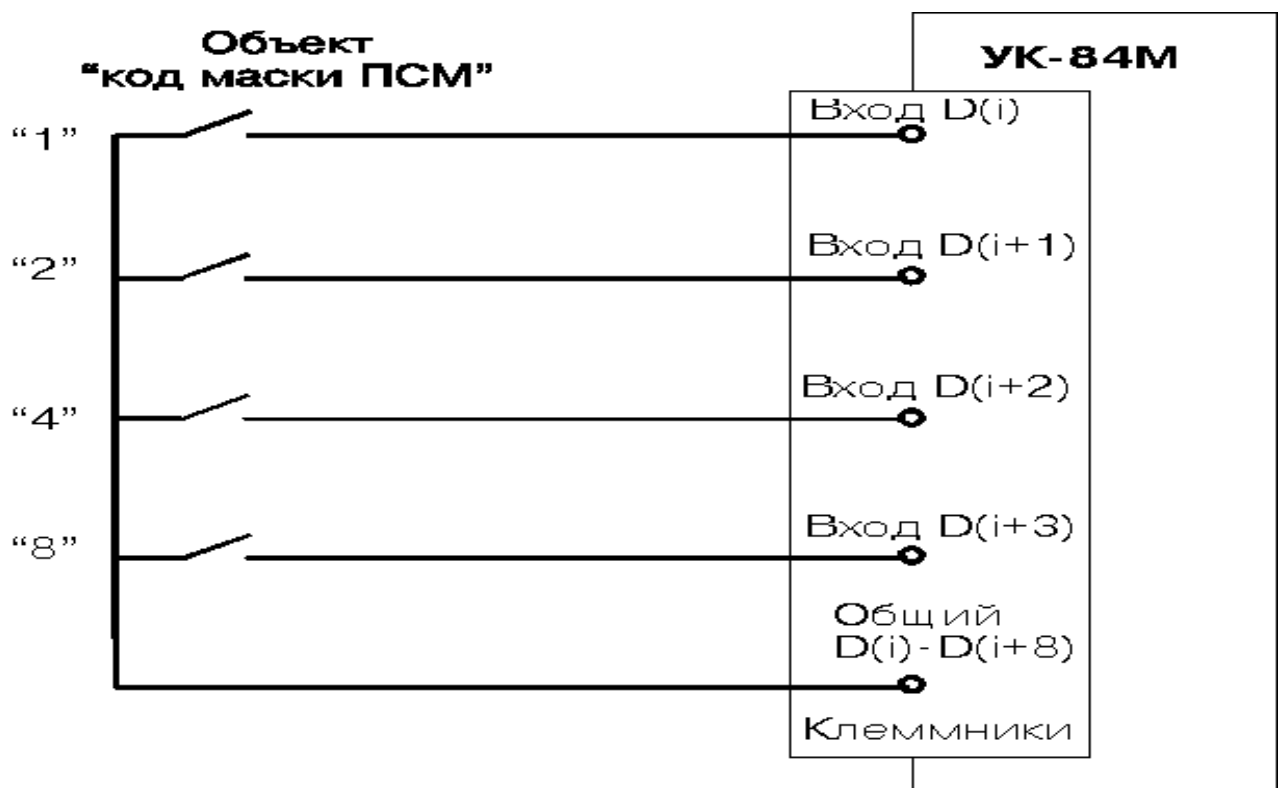 Объект
“код маски ПСМ”
УК-84М
“1”
Вход D(i)
“2”
Вход D(i+1)
“4”
Вход D(i+2)
“8”
Вход D(i+3)
Общий
D(i)-D(i+8)
Клеммники